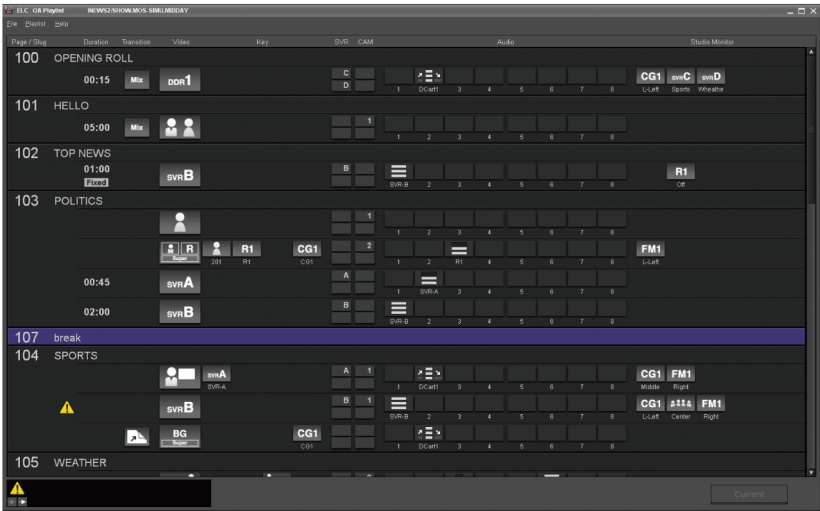 ELC OA Playlist INEWS2/SHOW.MOS-SIMU.MIDDAY
File Playlist Help
Page / Slug Duration Transition Video Key SVR CAM Audio Studio Monitor
100 OPENING ROLL
00:15 Mix DDR1 C D CG1 SVRC SVRD
1 DCart1 3 4 5 6 7 8 L-Left Sports Wheathe
101 HELLO
05:00 Mix 1
1 2 3 4 5 6 7 8
102 TOP NEWS
01:00 Fixed SVRB B R1
SVR-B 2 3 4 5 6 7 8 Off
103 POLITICS
1
1 2 3 4 5 6 7 8
R Super R1 CG1 2 FM1
201 R1 CG1 1 2 R1 4 5 6 7 8 L-Left
00:45 SVRA A
1 SVR-A 3 4 5 6 7 8
02:00 SVRB B
SVR-B 2 3 4 5 6 7 8
107 break
104 SPORTS
SVRA A 1 CG1 FM1
SVR-A 1 DCart1 3 4 5 6 7 8 Middle Right
SVRB B 1 CG1 FM1
SVR-B 2 3 4 5 6 7 8 L-Left Center Right
BG Super CG1
CG1 1 DCart1 3 4 5 6 7 8
105 WEATHER
Current